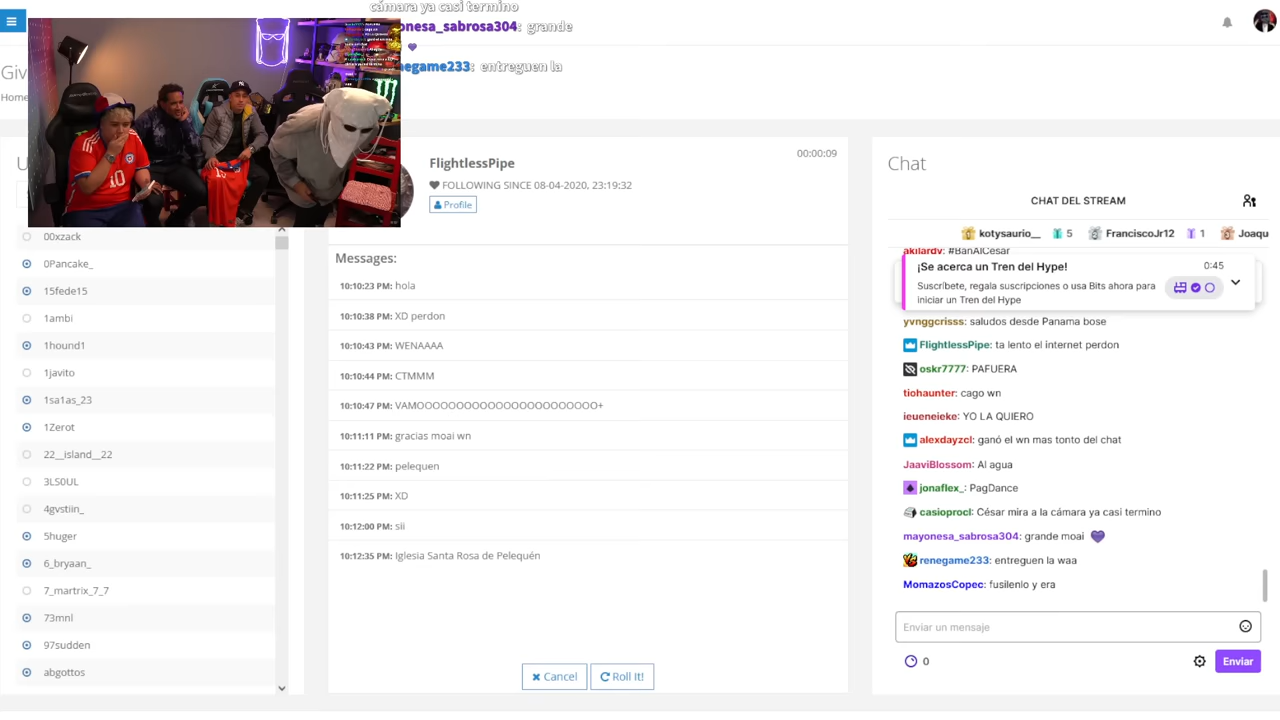 cámara ya casi termino
onesa_sabrosa304: grande
💜
negame233: entreguen la
Giv
Home
U
00xzack
0Pancake_
15fede15
1ambi
1hound1
1javito
1sa1as_23
1Zerot
22__island__22
3LS0UL
4gvstiin_
5huger
6_bryaan_
7_martrix_7_7
73mnl
97sudden
abgottos
FlightlessPipe
00:00:09
FOLLOWING SINCE 08-04-2020, 23:19:32
Profile
Messages:
10:10:23 PM: hola
10:10:38 PM: XD perdon
10:10:43 PM: WENAAAA
10:10:44 PM: CTMMM
10:10:47 PM: VAMOOOOOOOOOOOOOOOOOOOOOOO+
10:11:11 PM: gracias moai wn
10:11:22 PM: pelequen
10:11:25 PM: XD
10:12:00 PM: sii
10:12:35 PM: Iglesia Santa Rosa de Pelequén
Cancel
Roll It!
Chat
CHAT DEL STREAM
kotysaurio__ 5 FranciscoJr12 1 Joaqu
akilardv: #BanAlCesar
¡Se acerca un Tren del Hype! 0:45
Suscríbete, regala suscripciones o usa Bits ahora para
iniciar un Tren del Hype
yvnggcrisss: saludos desde Panama bose
FlightlessPipe: ta lento el internet perdon
oskr7777: PAFUERA
tiohaunter: cago wn
ieueneieke: YO LA QUIERO
alexdayzcl: ganó el wn mas tonto del chat
JaaviBlossom: Al agua
jonaflex_: PagDance
casioprocl: César mira a la cámara ya casi termino
mayonesa_sabrosa304: grande moai 💜
renegame233: entreguen la waa
MomazosCopec: fusilenio y era
Enviar un mensaje
0
Enviar
10